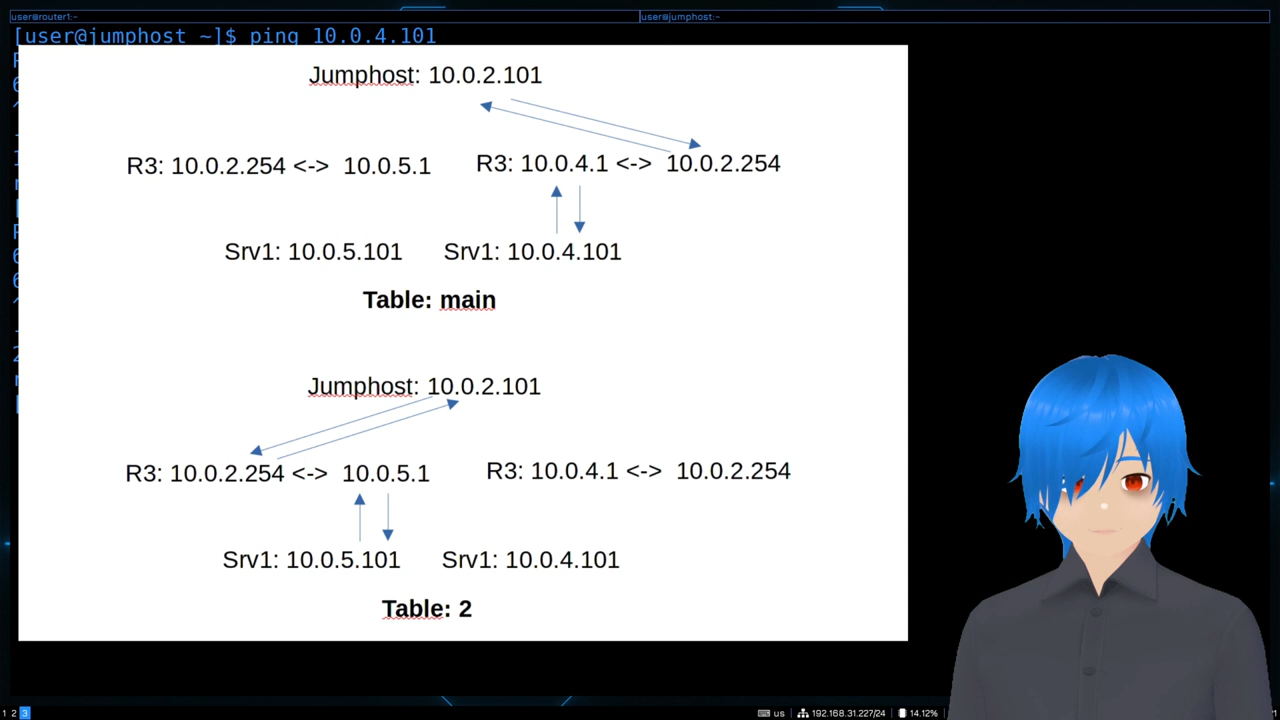 user@router1:~
user@jumphost:~
[user@jumphost ~]$ ping 10.0.4.101
Jumphost: 10.0.2.101
R3: 10.0.2.254 <-> 10.0.5.1
R3: 10.0.4.1 <-> 10.0.2.254
Srv1: 10.0.5.101
Srv1: 10.0.4.101
Table: main
Jumphost: 10.0.2.101
R3: 10.0.2.254 <-> 10.0.5.1
R3: 10.0.4.1 <-> 10.0.2.254
Srv1: 10.0.5.101
Srv1: 10.0.4.101
Table: 2
1 2 3
us
192.168.31.227/24
14.12%